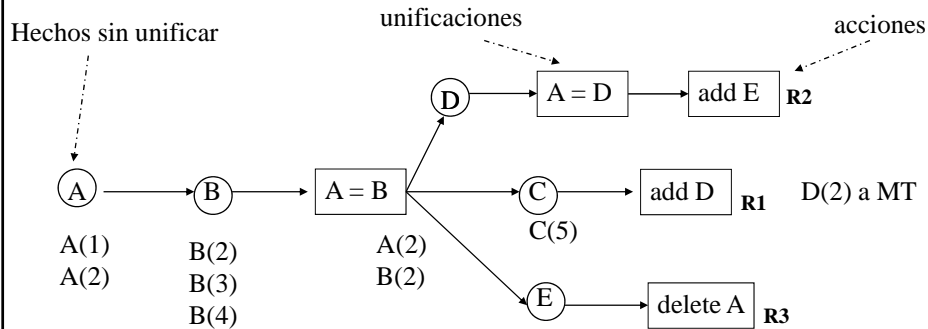 unificaciones
Hechos sin unificar
acciones
D
A = D
add E
R2
A
B
A = B
C
add D
R1
D(2) a MT
C(5)
A(1)
A(2)
B(2)
B(3)
B(4)
A(2)
B(2)
E
delete A
R3